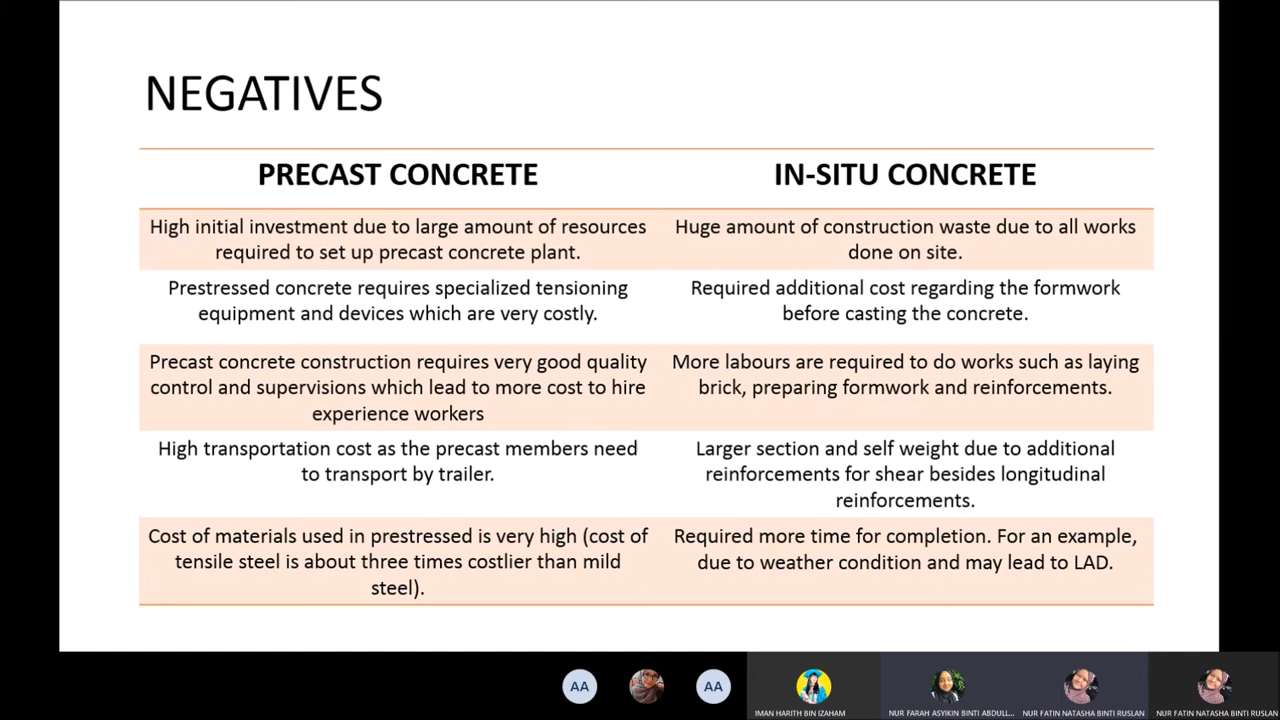 NEGATIVES
PRECAST CONCRETE
IN-SITU CONCRETE
High initial investment due to large amount of resources
required to set up precast concrete plant.
Huge amount of construction waste due to all works
done on site.
Prestressed concrete requires specialized tensioning
equipment and devices which are very costly.
Required additional cost regarding the formwork
before casting the concrete.
Precast concrete construction requires very good quality
control and supervisions which lead to more cost to hire
experience workers
More labours are required to do works such as laying
brick, preparing formwork and reinforcements.
High transportation cost as the precast members need
to transport by trailer.
Larger section and self weight due to additional
reinforcements for shear besides longitudinal
reinforcements.
Cost of materials used in prestressed is very high (cost of
tensile steel is about three times costlier than mild
steel).
Required more time for completion. For an example,
due to weather condition and may lead to LAD.
AA
AA
IMAN HARITH BIN IZAHAM
NUR FARAH ASYIKIN BINTI ABDULL...
NUR FATIN NATASHA BINTI RUSLAN
NUR FATIN NATASHA BINTI RUSLAN